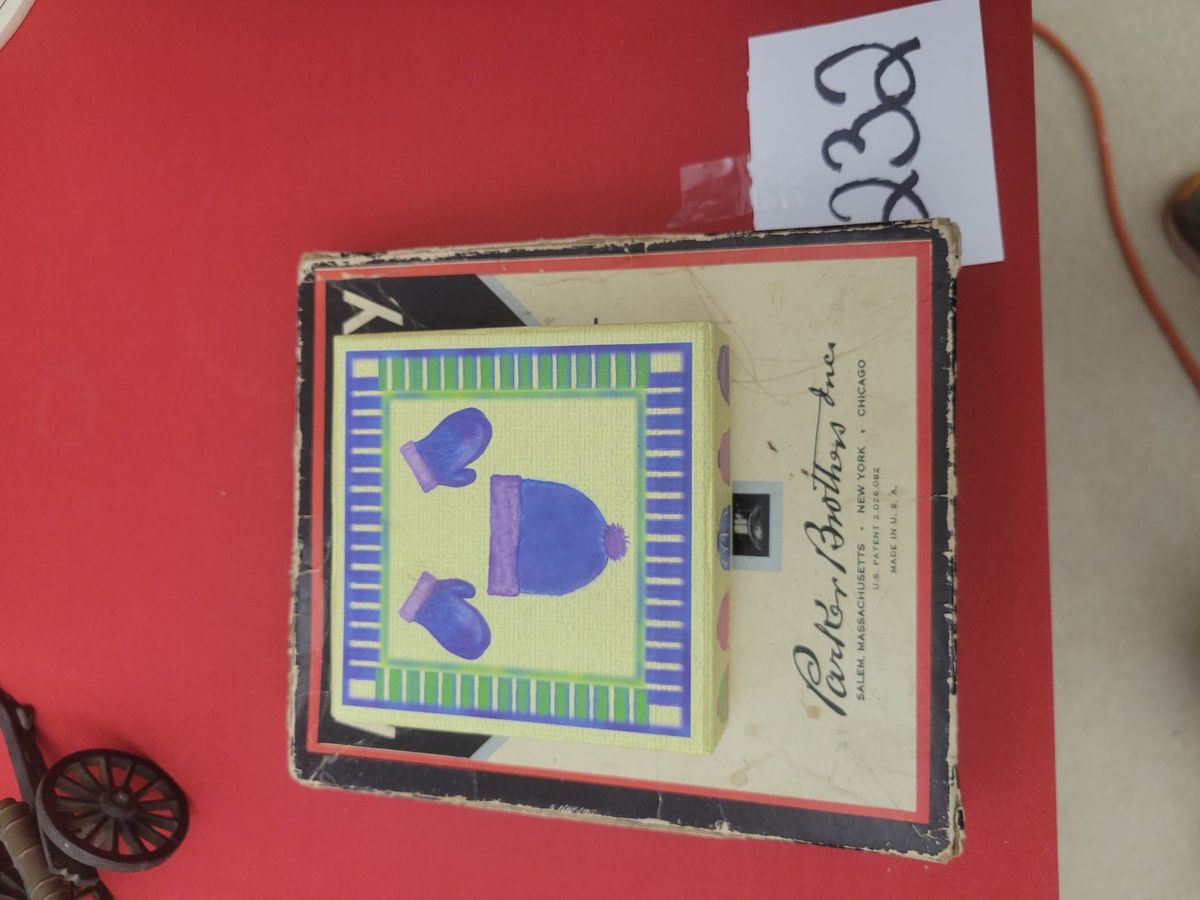 232
Y
Parker Brothers Inc.
SALEM, MASSACHUSETTS • NEW YORK • CHICAGO
U.S. PATENT 2,026,082
MADE IN U. S. A.